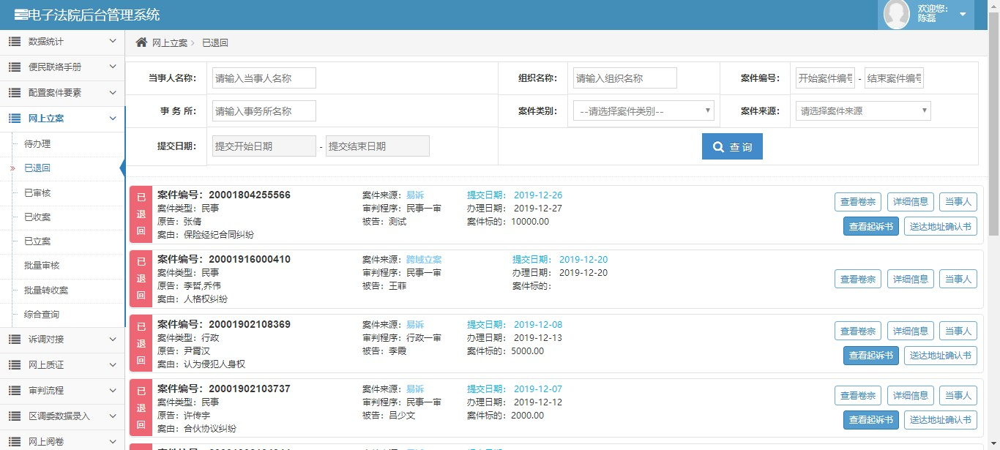 电子法院后台管理系统
欢迎您:
陈磊
数据统计
便民联络手册
配置案件要素
网上立案
待办理
已退回
已审核
已收案
已立案
批量审核
批量转收案
综合查询
诉调对接
网上质证
审判流程
区调委数据录入
网上阅卷
网上立案 > 已退回
当事人名称: 请输入当事人名称 组织名称: 请输入组织名称 案件编号: 开始案件编号 - 结束案件编号
事 务 所: 请输入事务所名称 案件类别: --请选择案件类别-- 案件来源: 请选择案件来源
提交日期: 提交开始日期 - 提交结束日期 查 询
已退回
案件编号：20001804255566 案件来源：易诉 提交日期： 2019-12-26
案件类型：民事 审判程序：民事一审 办理日期： 2019-12-27
原告：张倩 被告：测试 案件标的：10000.00
案由：保险经纪合同纠纷
查看卷宗 详细信息 当事人
查看起诉书 送达地址确认书
已退回
案件编号：20001916000410 案件来源：跨域立案 提交日期： 2019-12-20
案件类型：民事 审判程序：民事一审 办理日期： 2019-12-20
原告：李哲,乔伟 被告：王菲 案件标的：
案由：人格权纠纷
查看卷宗 详细信息 当事人
已退回
案件编号：20001902108369 案件来源：易诉 提交日期： 2019-12-08
案件类型：行政 审判程序：行政一审 办理日期： 2019-12-13
原告：尹霄汉 被告：李霞 案件标的：5000.00
案由：认为侵犯人身权
查看卷宗 详细信息 当事人
查看起诉书 送达地址确认书
已退回
案件编号：20001902103737 案件来源：易诉 提交日期： 2019-12-07
案件类型：民事 审判程序：民事一审 办理日期： 2019-12-12
原告：许传宇 被告：吕少文 案件标的：2000.00
案由：合伙协议纠纷
查看卷宗 详细信息 当事人
查看起诉书 送达地址确认书